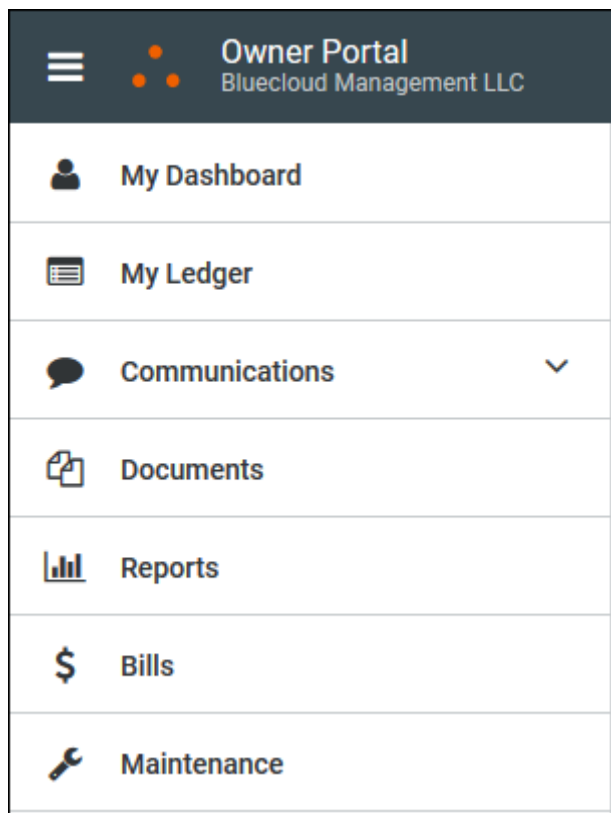 Owner Portal
Bluecloud Management LLC
My Dashboard
My Ledger
Communications
Documents
Reports
Bills
Maintenance